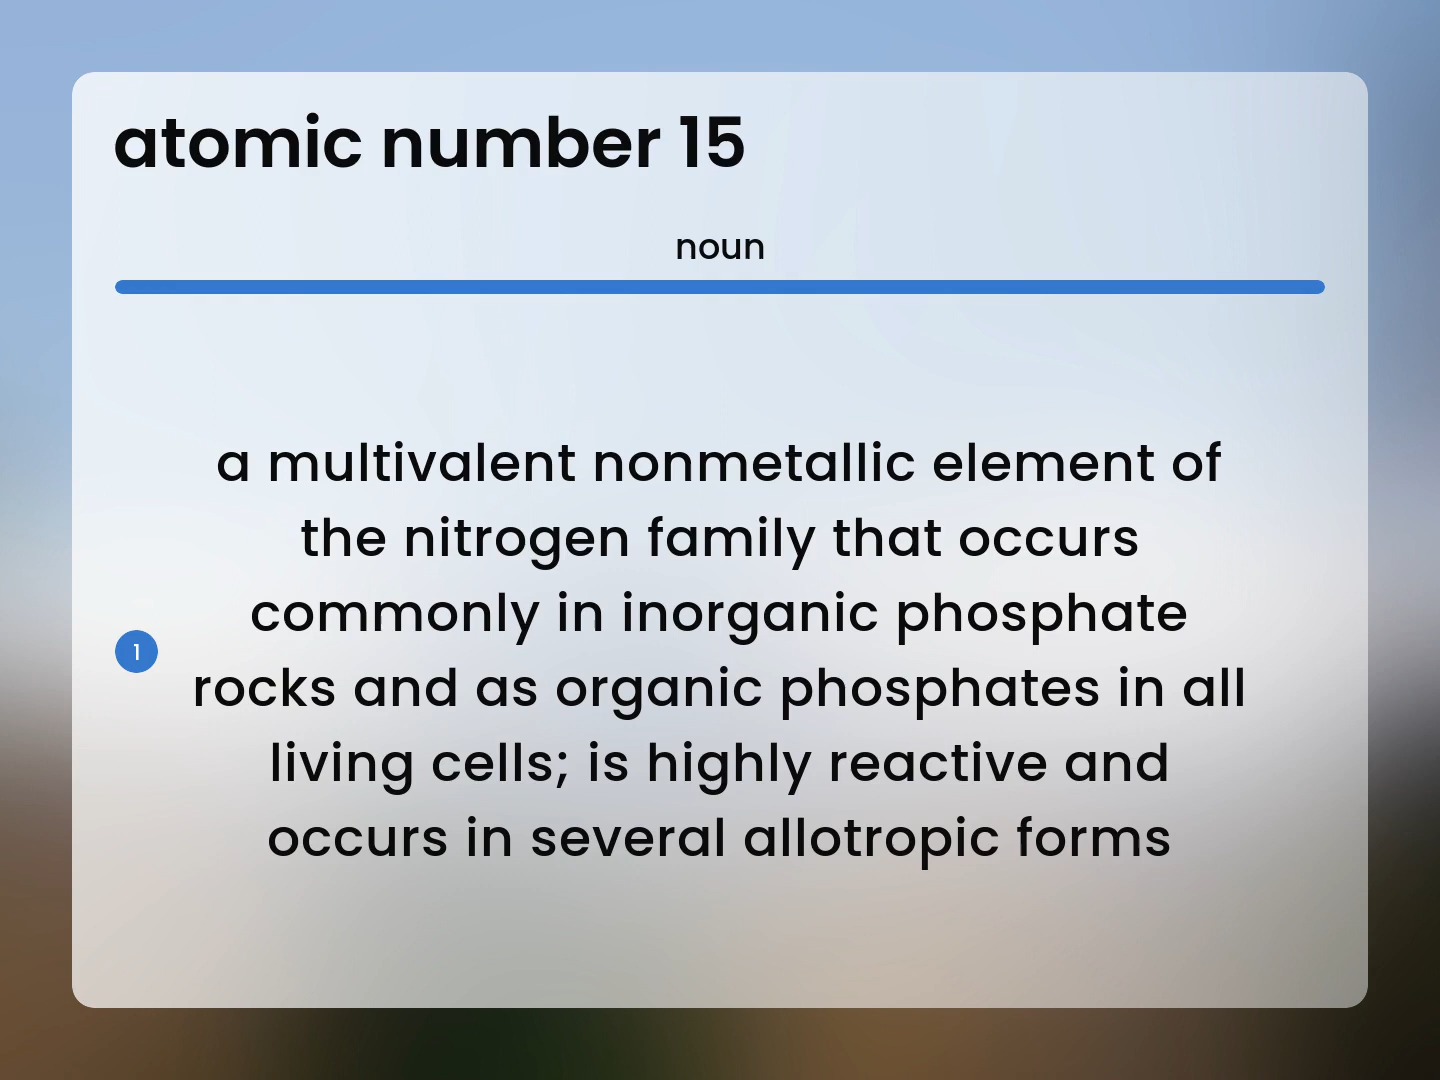 atomic number 15
noun
a multivalent nonmetallic element of
the nitrogen family that occurs
commonly in inorganic phosphate
1
rocks and as organic phosphates in all
living cells; is highly reactive and
occurs in several allotropic forms